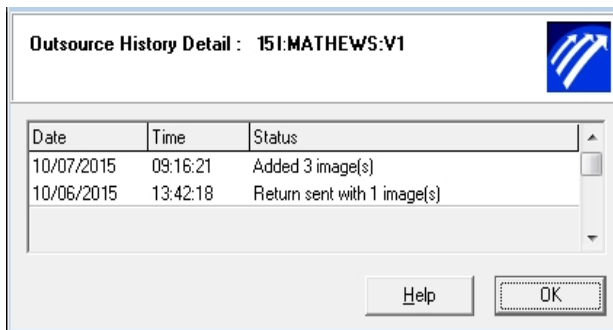 Outsource History Detail : 15I:MATHEWS:V1
Date Time Status
10/07/2015 09:16:21 Added 3 image(s)
10/06/2015 13:42:18 Return sent with 1 image(s)
Help OK